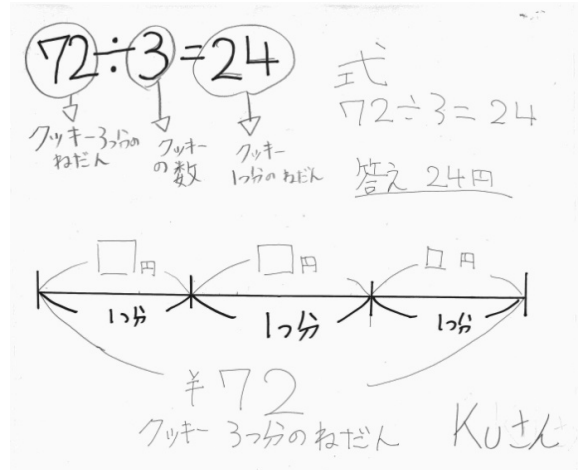 72÷3=24
クッキー3つ分の
ねだん
クッキー
の数
クッキー
1つ分のねだん
式
72÷3=24
答え 24円
□円
□円
□円
1つ分
1つ分
1つ分
¥72
クッキー 3つ分のねだん
Kuさん